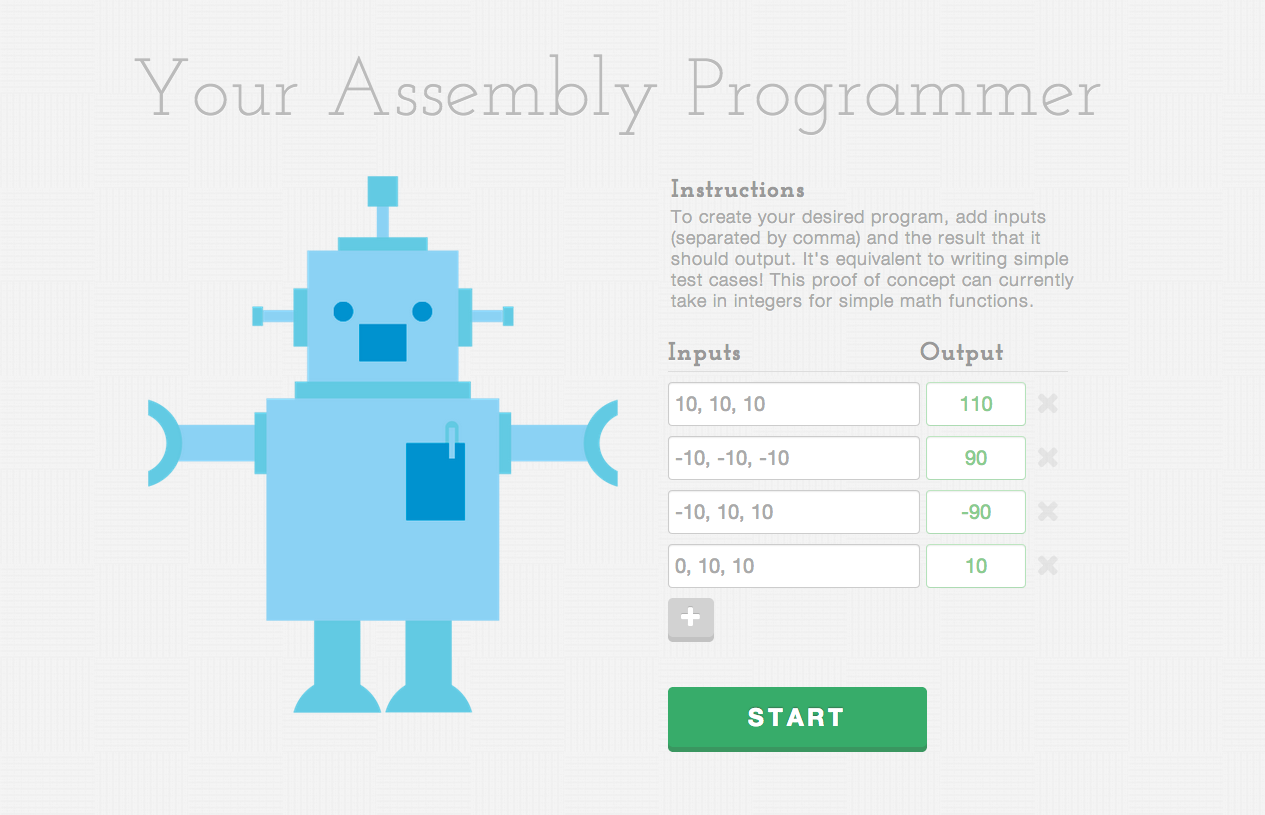 Your Assembly Programmer
Instructions
To create your desired program, add inputs
(separated by comma) and the result that it
should output. It's equivalent to writing simple
test cases! This proof of concept can currently
take in integers for simple math functions.
Inputs Output
10, 10, 10 110
-10, -10, -10 90
-10, 10, 10 -90
0, 10, 10 10
START